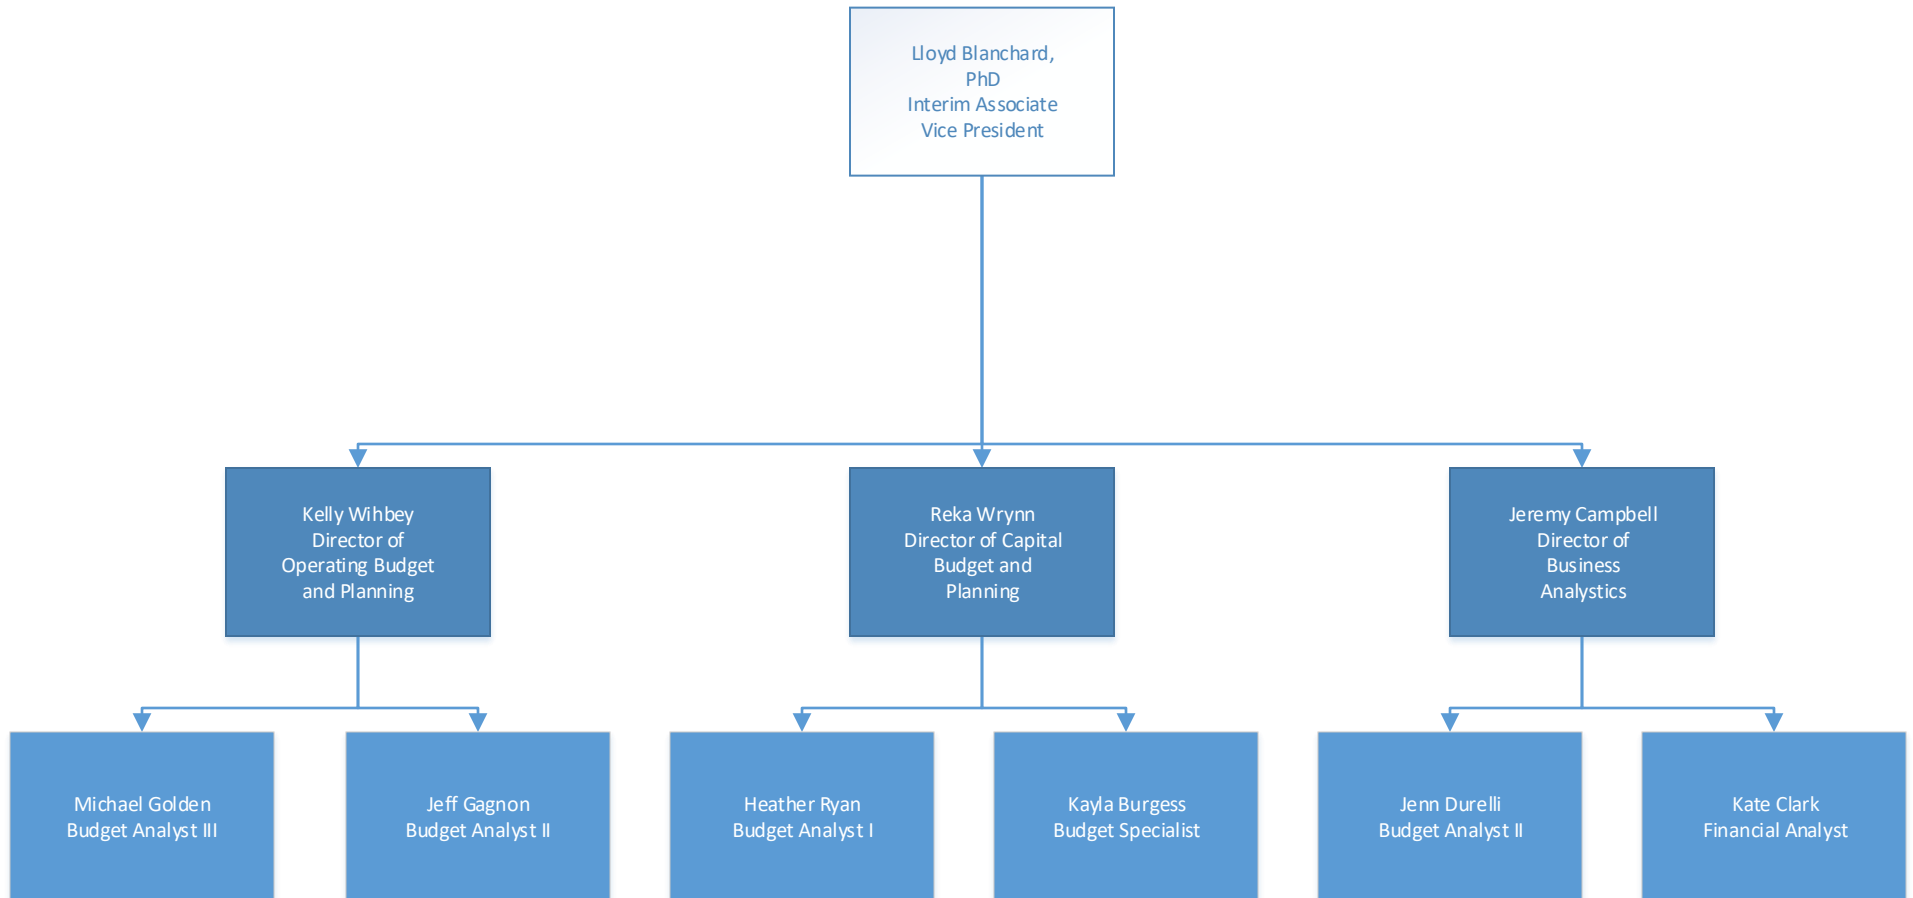 Lloyd Blanchard,
PhD
Interim Associate
Vice President
Kelly Wihbey
Director of
Operating Budget
and Planning
Reka Wrynn
Director of Capital
Budget and
Planning
Jeremy Campbell
Director of
Business
Analystics
Michael Golden
Budget Analyst III
Jeff Gagnon
Budget Analyst II
Heather Ryan
Budget Analyst I
Kayla Burgess
Budget Specialist
Jenn Durelli
Budget Analyst II
Kate Clark
Financial Analyst